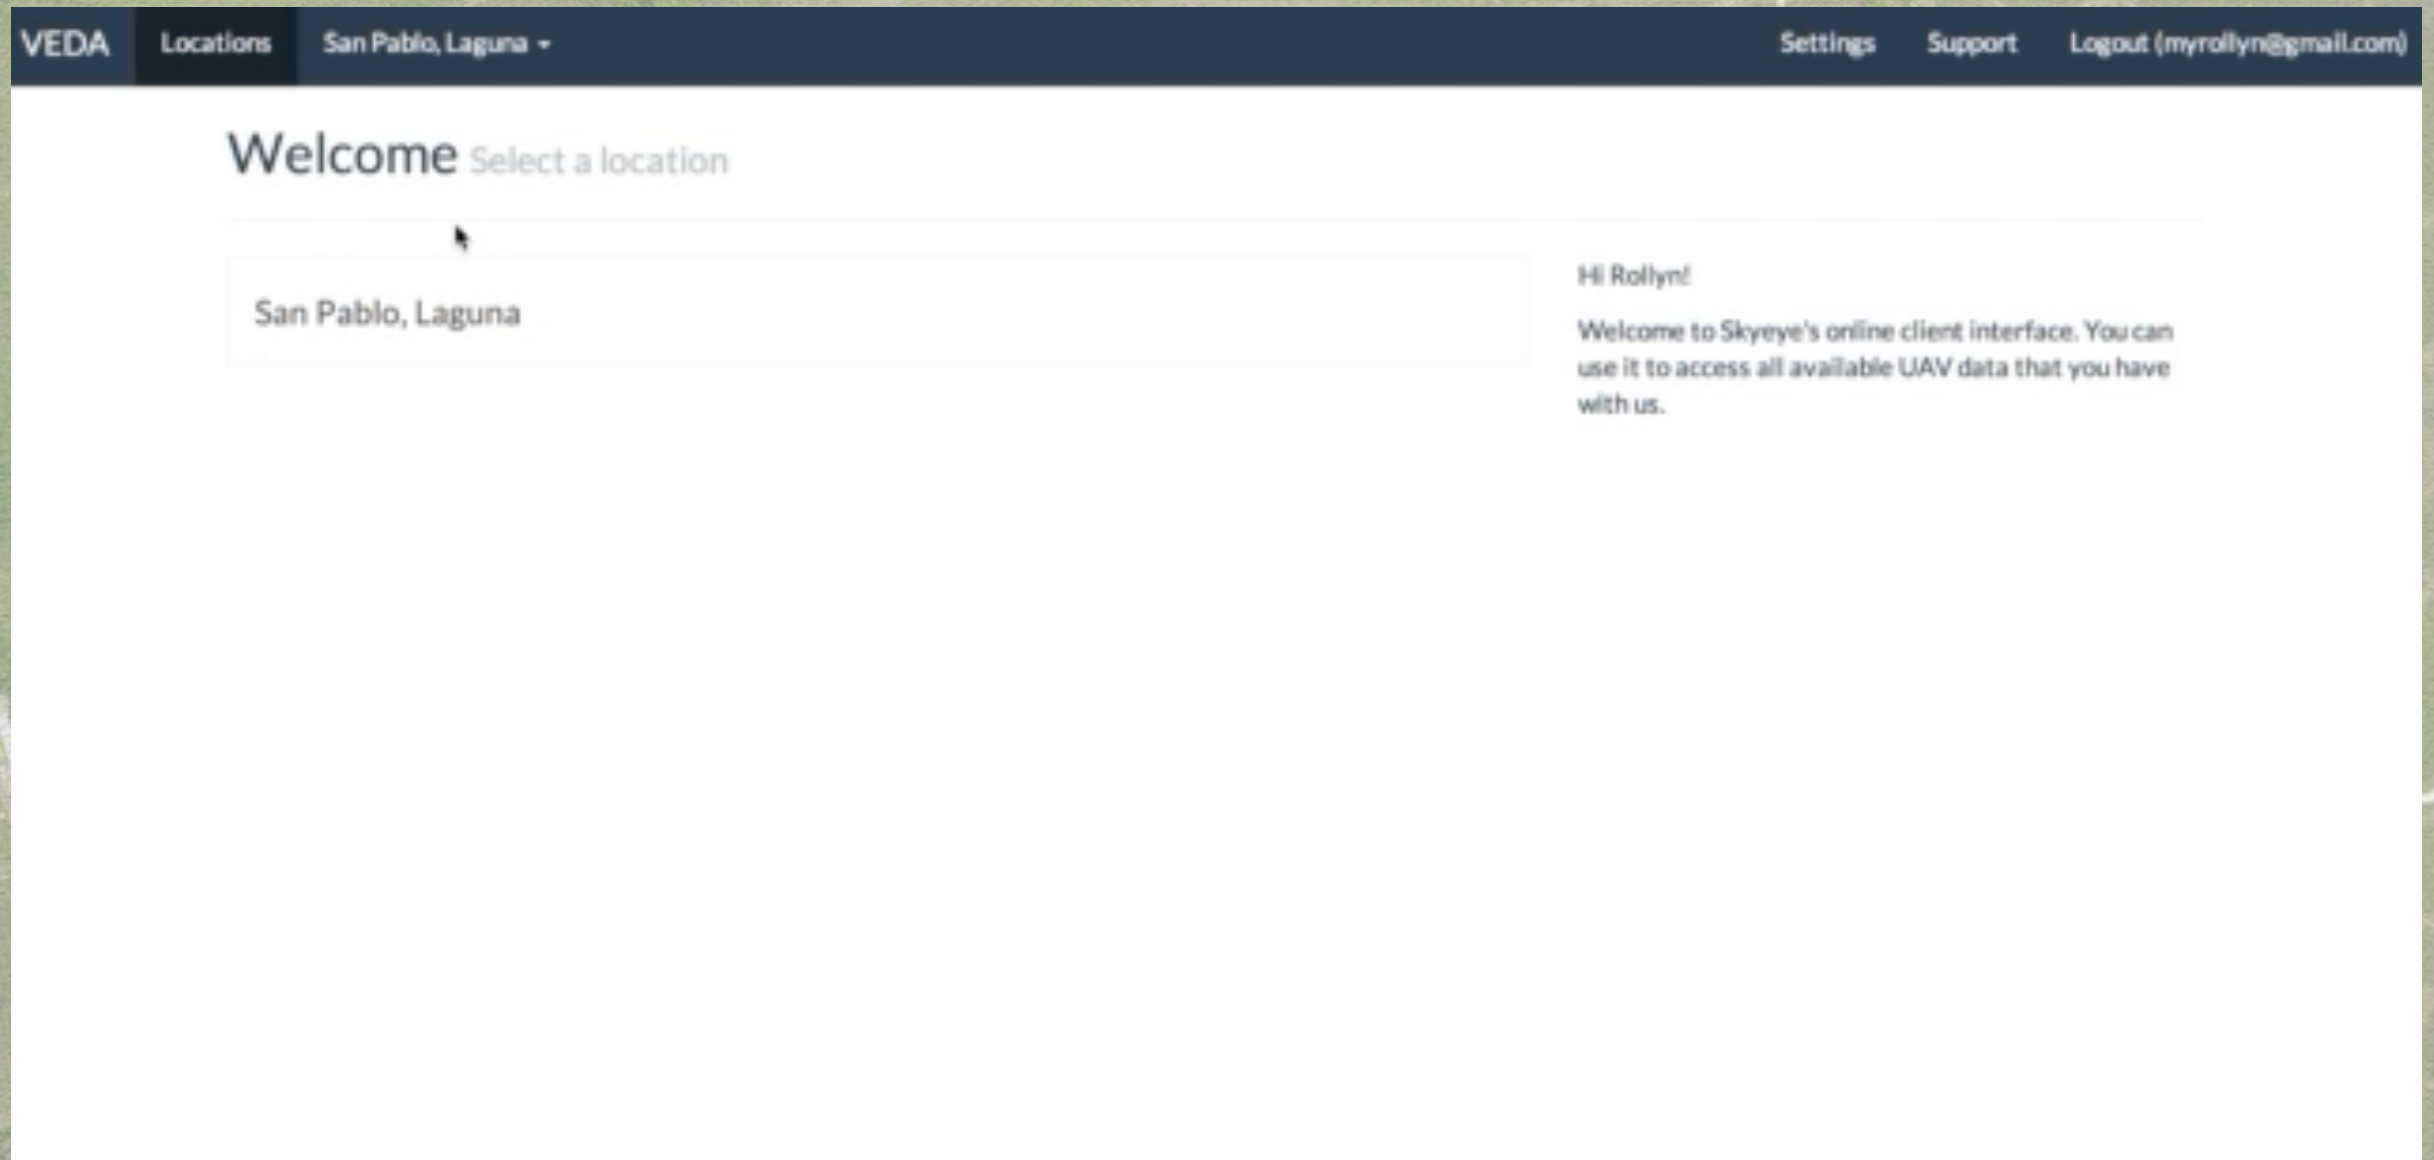 VEDA Locations San Pablo, Laguna Settings Support Logout (myrollyn@gmail.com)
Welcome Select a location
San Pablo, Laguna
Hi Rollyn!
Welcome to Skyeye's online client interface. You can
use it to access all available UAV data that you have
with us.